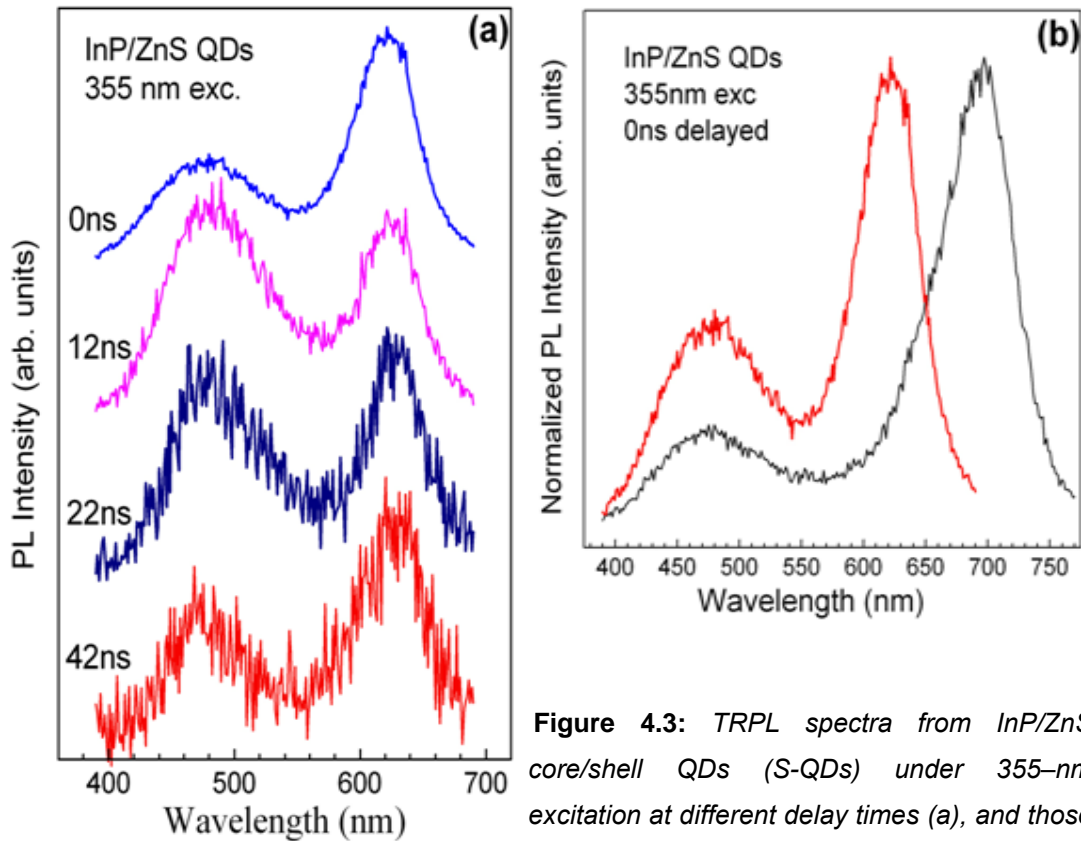 (a)
InP/ZnS QDs
355 nm exc.
0ns
12ns
22ns
42ns
PL Intensity (arb. units)
400 500 600 700
Wavelength (nm)
(b)
InP/ZnS QDs
355nm exc
0ns delayed
Normalized PL Intensity (arb. units)
400 450 500 550 600 650 700 750
Wavelength (nm)
Figure 4.3: TRPL spectra from InP/ZnS
core/shell QDs (S-QDs) under 355–nm
excitation at different delay times (a), and those